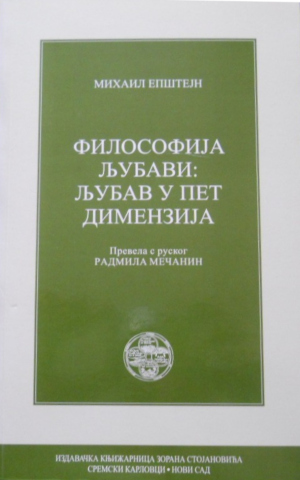 МИХАИЛ ЕПШТЕЈН
ФИЛОСОФИЈА
ЉУБАВИ:
ЉУБАВ У ПЕТ
ДИМЕНЗИЈА
Превела с руског
РАДМИЛА МЕЧАНИН
ИЗДАВАЧКА КЊИЖАРНИЦА ЗОРАНА СТОЈАНОВИЋА
СРЕМСКИ КАРЛОВЦИ • НОВИ САД